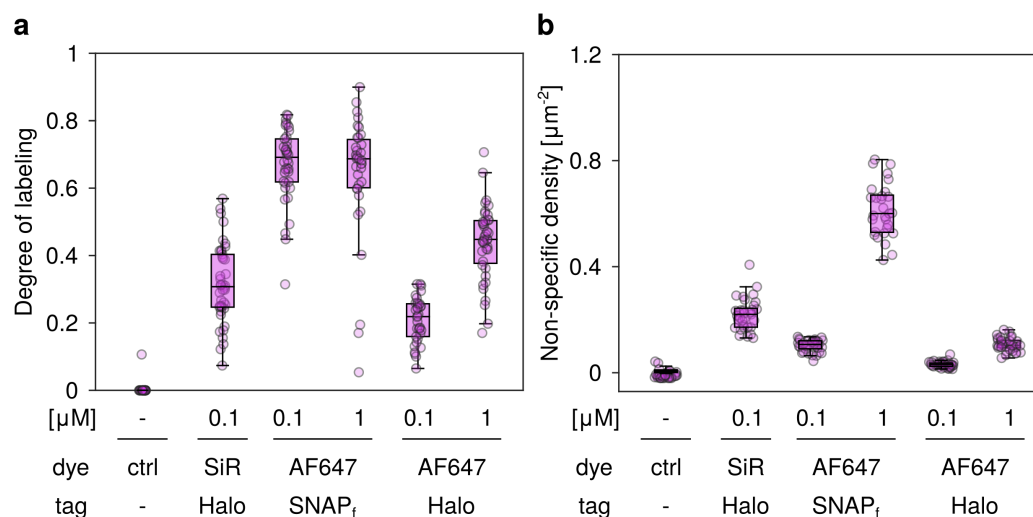 a
b
Degree of labeling
1
0.8
0.6
0.4
0.2
0
[µM] - 0.1 0.1 1 0.1 1
dye ctrl SiR AF647 AF647
tag - Halo SNAPf Halo
Non-specific density [µm-2]
1.2
0.8
0.4
0
[µM] - 0.1 0.1 1 0.1 1
dye ctrl SiR AF647 AF647
tag - Halo SNAPf Halo